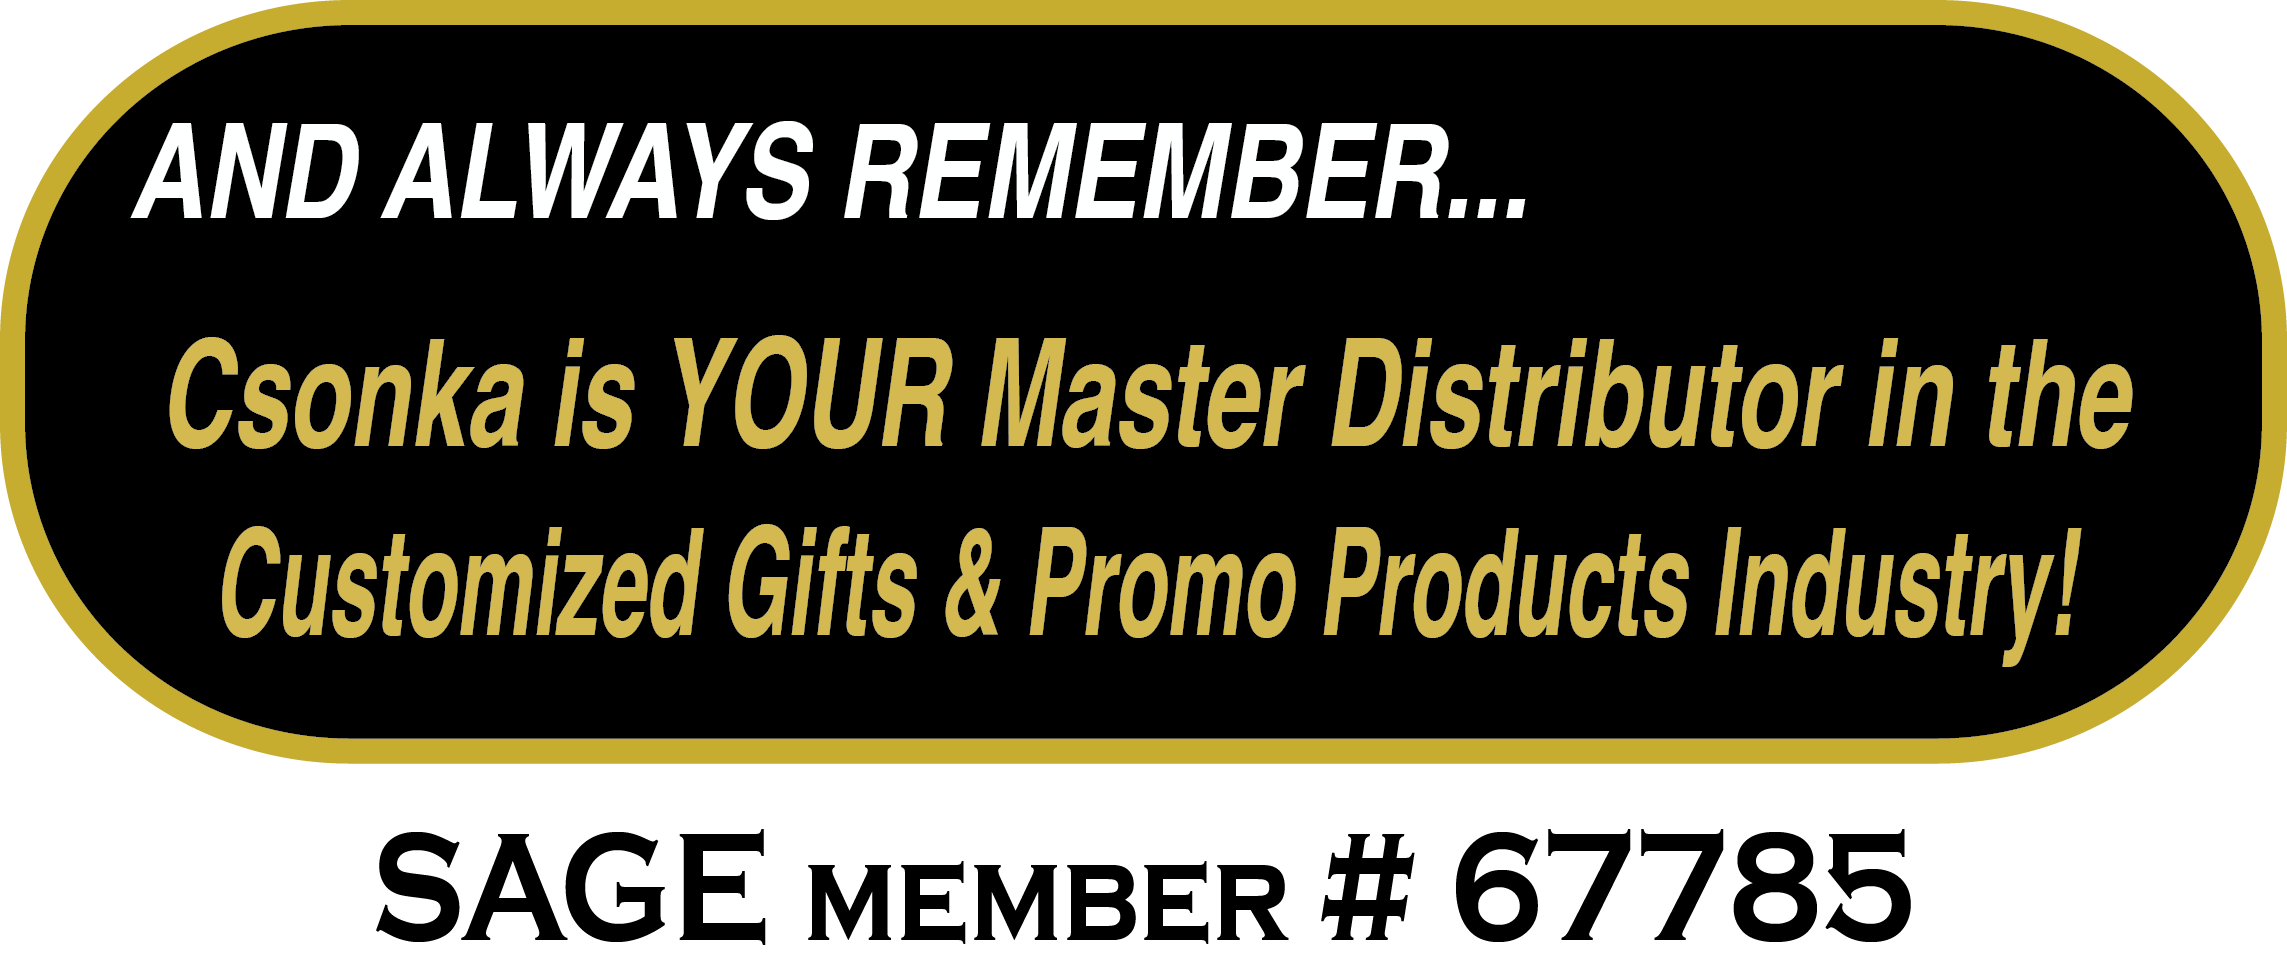 AND ALWAYS REMEMBER...
Csonka is YOUR Master Distributor in the
Customized Gifts & Promo Products Industry!
SAGE MEMBER # 67785